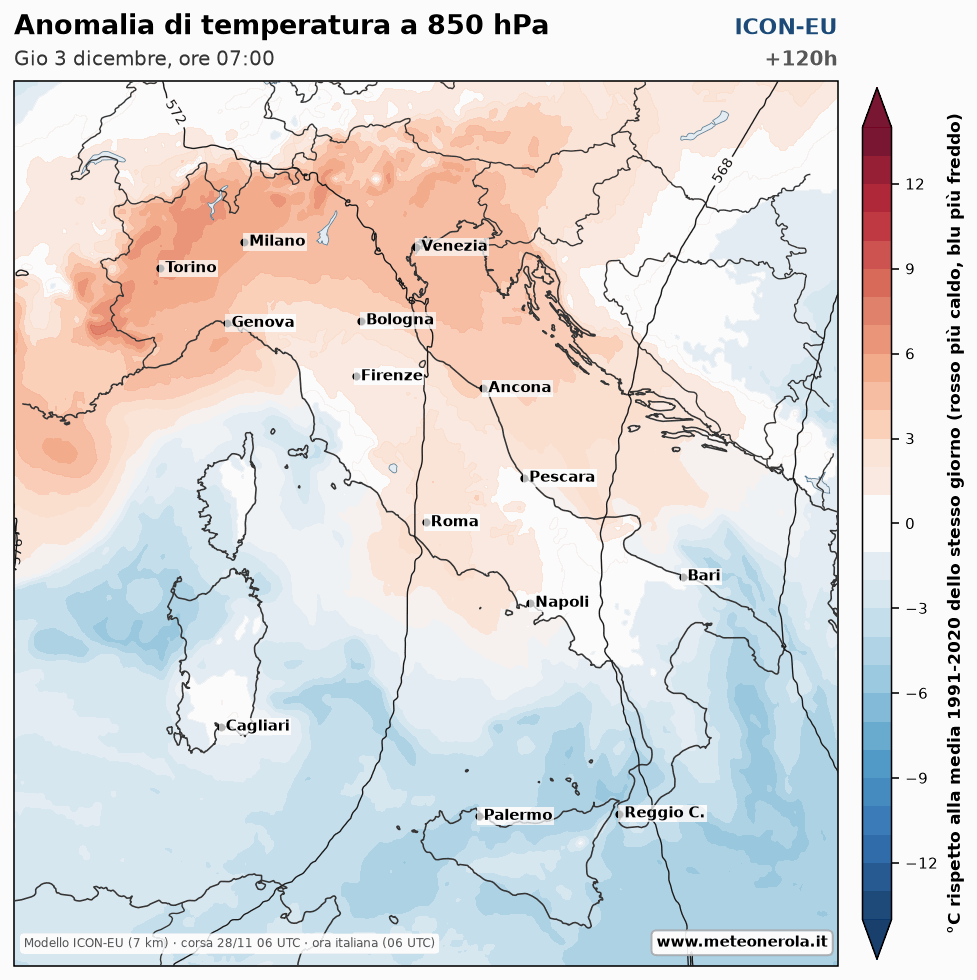 Anomalia di temperatura a 850 hPa
ICON-EU
Gio 3 dicembre, ore 07:00
+120h
572
568
Milano
Venezia
Torino
Genova
Bologna
Firenze
Ancona
Pescara
Roma
Bari
Napoli
Cagliari
Palermo
Reggio C.
12
9
6
3
0
−3
−6
−9
−12
°C rispetto alla media 1991-2020 dello stesso giorno (rosso più caldo, blu più freddo)
Modello ICON-EU (7 km) · corsa 28/11 06 UTC · ora italiana (06 UTC)
www.meteonerola.it